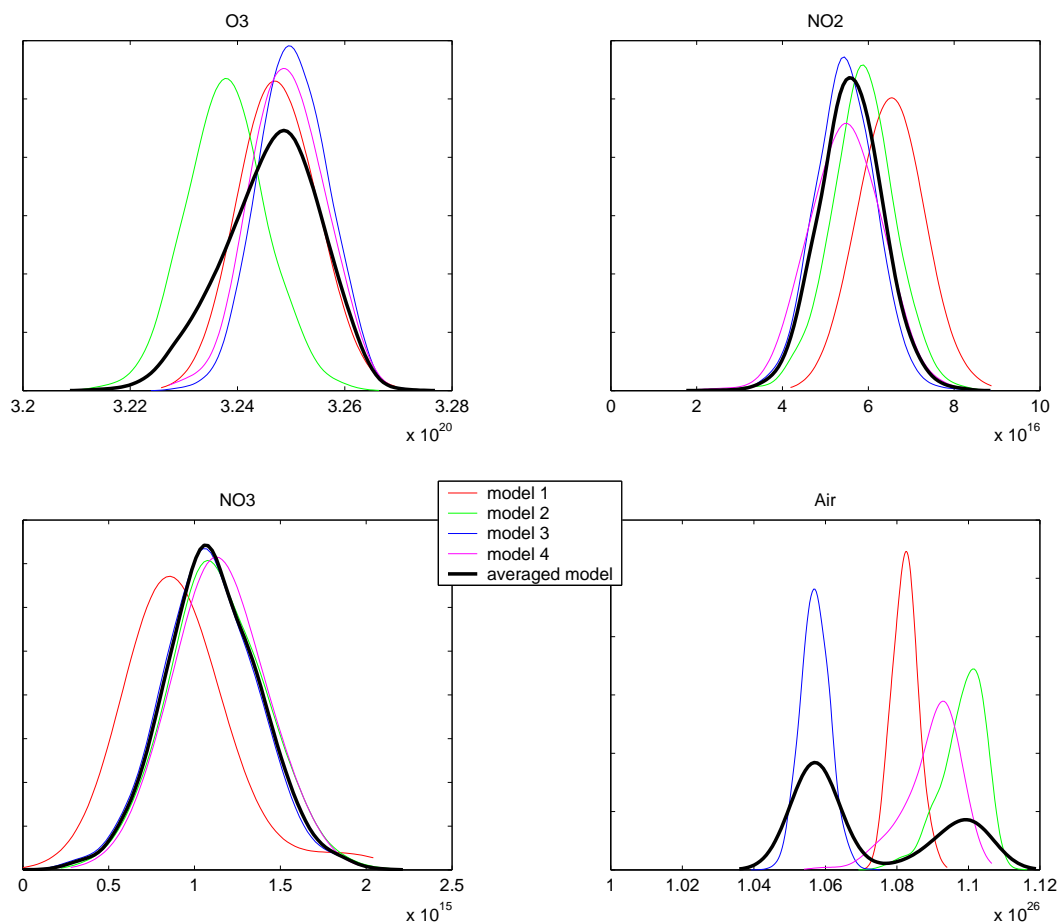 O3
3.2 3.22 3.24 3.26 3.28
x 10^20
NO2
0 2 4 6 8 10
x 10^16
NO3
0 0.5 1 1.5 2 2.5
x 10^15
model 1
model 2
model 3
model 4
averaged model
Air
1 1.02 1.04 1.06 1.08 1.1 1.12
x 10^26